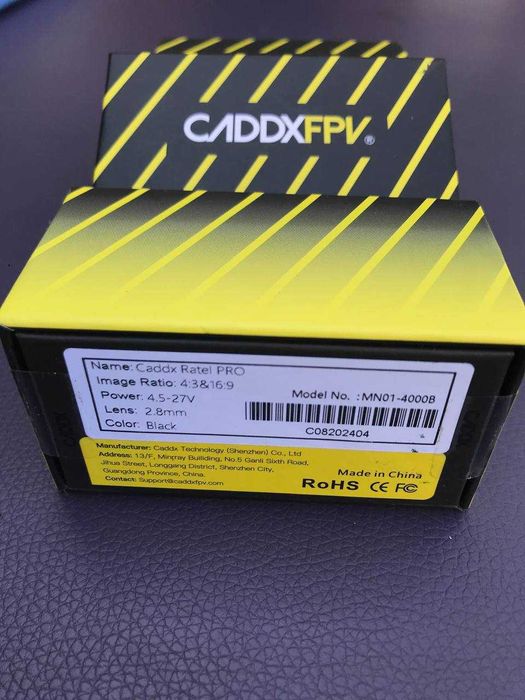 CADDXFPV®
Name: Caddx Ratel PRO
Image Ratio: 4:3&16:9
Power: 4.5-27V
Lens: 2.8mm
Color: Black
Model No. :MN01-4000B
C08202404
Manufacturer: Caddx Technology (Shenzhen) Co., Ltd
Address: 13/F, Minray Builiding, No.5 Ganli Sixth Road,
Jihua Street, Longgang District, Shenzhen City,
Guangdong Province, China.
Contact: Support@caddxfpv.com
Made in China
RoHS CE FC